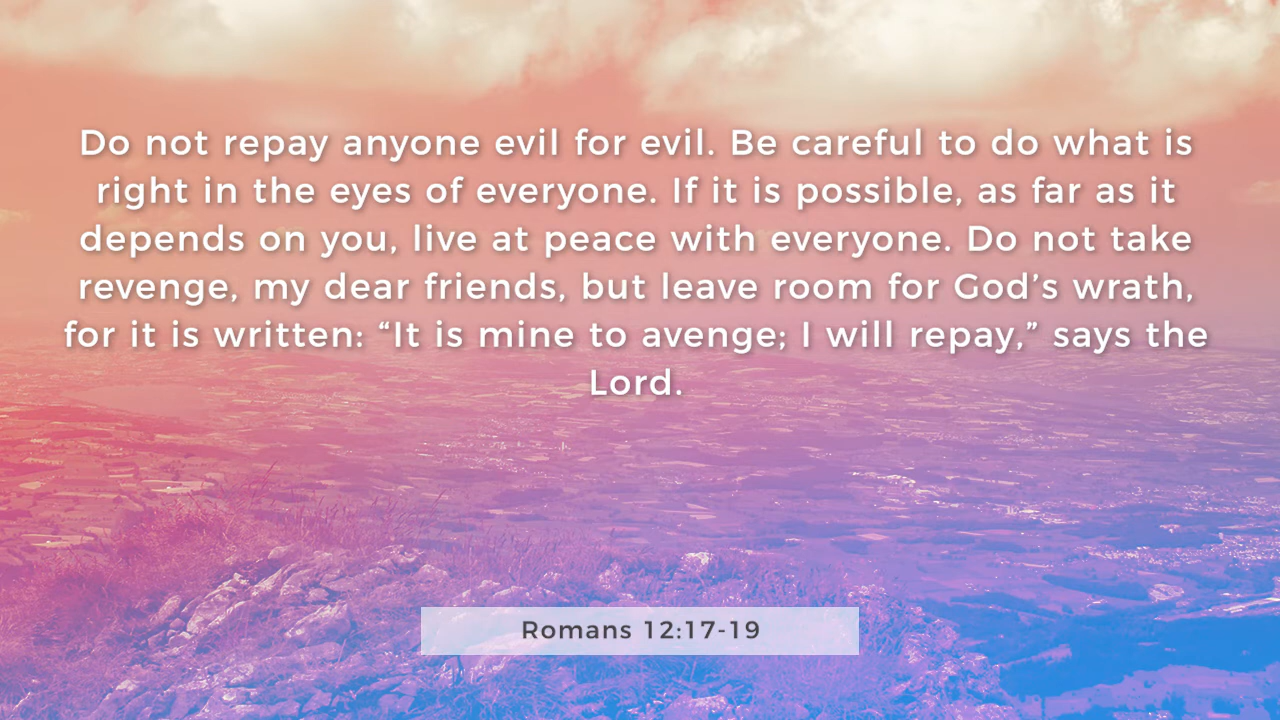 Do not repay anyone evil for evil. Be careful to do what is
right in the eyes of everyone. If it is possible, as far as it
depends on you, live at peace with everyone. Do not take
revenge, my dear friends, but leave room for God’s wrath,
for it is written: “It is mine to avenge; I will repay,” says the
Lord.
Romans 12:17-19